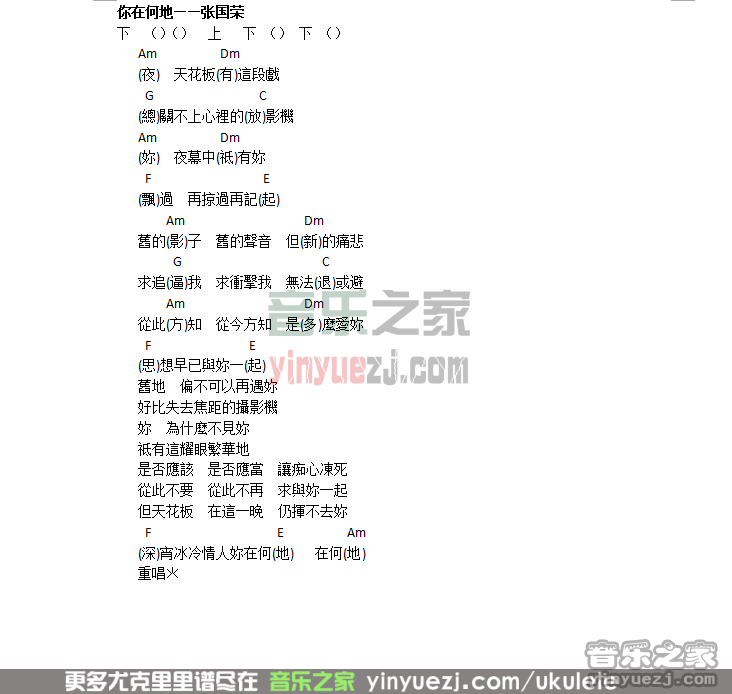 你在何地——张国荣
下　（）（）　上　下　（）　下　（）
Am Dm
(夜)　天花板(有)這段戲
G C
(總)關不上心裡的(放)影機
Am Dm
(妳)　夜幕中(祗)有妳
F E
(飄)過　再掠過再記(起)
Am Dm
舊的(影)子　舊的聲音　但(新)的痛悲
G C
求追(逼)我　求衝擊我　無法(退)或避
Am Dm
從此(方)知　從今方知　是(多)麼愛妳
F E
(思)想早已與妳一(起)
舊地　偏不可以再遇妳
好比失去焦距的攝影機
妳　為什麼不見妳
祗有這耀眼繁華地
是否應該　是否應當　讓痴心凍死
從此不要　從此不再　求與妳一起
但天花板　在這一晚　仍揮不去妳
F E Am
(深)宵冰冷情人妳在何(地)　在何(地)
重唱火
音乐之家
yinyuezj.com
音乐之家
yinyuezj.com
更多尤克里里谱尽在 音乐之家 yinyuezj.com/ukulele